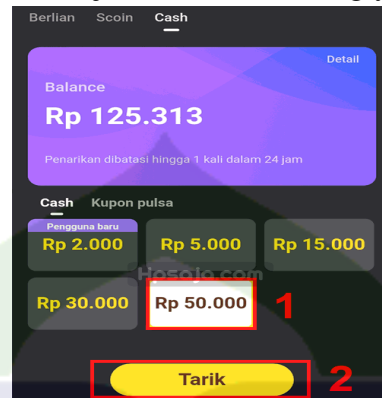 Berlian Scoin Cash
Detail
Balance
Rp 125.313
Penarikan dibatasi hingga 1 kali dalam 24 jam
Cash Kupon pulsa
Pengguna baru
Rp 2.000 Rp 5.000 Rp 15.000
Hosaja.com
Rp 30.000 Rp 50.000 1
Tarik 2